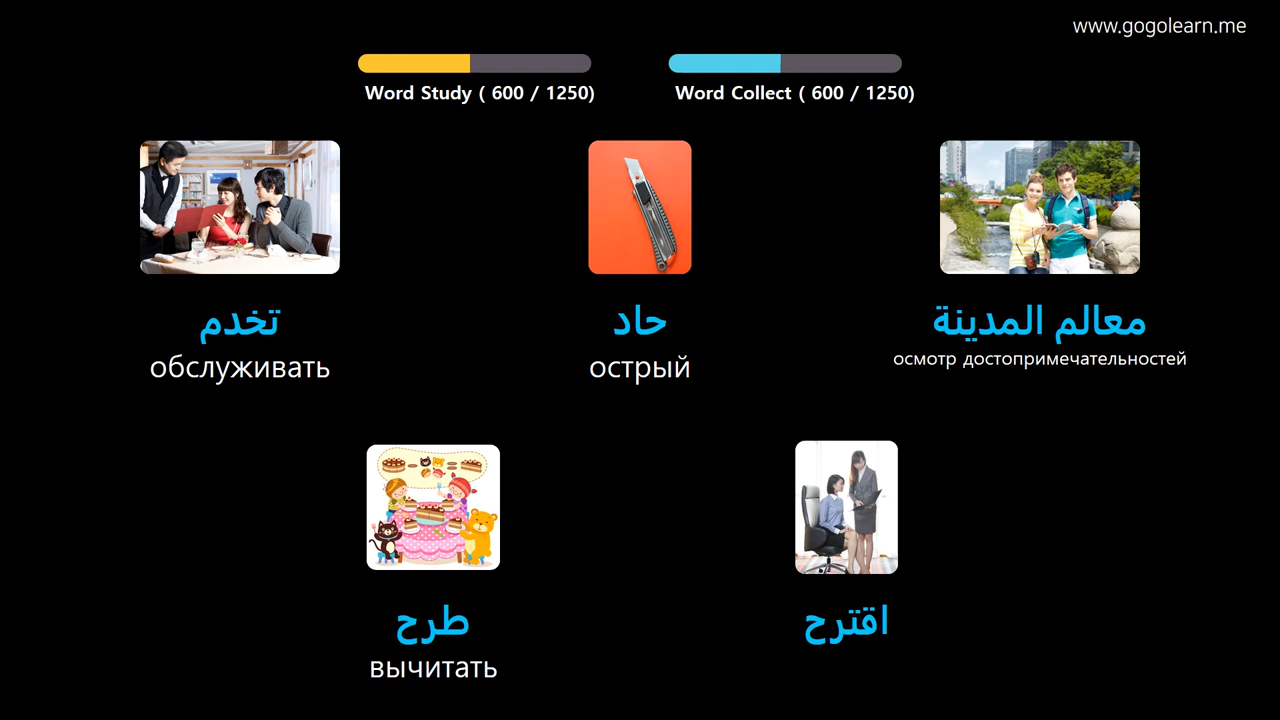 www.gogolearn.me
Word Study ( 600 / 1250)
Word Collect ( 600 / 1250)
تخدم
обслуживать
حاد
острый
معالم المدينة
осмотр достопримечательностей
طرح
вычитать
اقترح